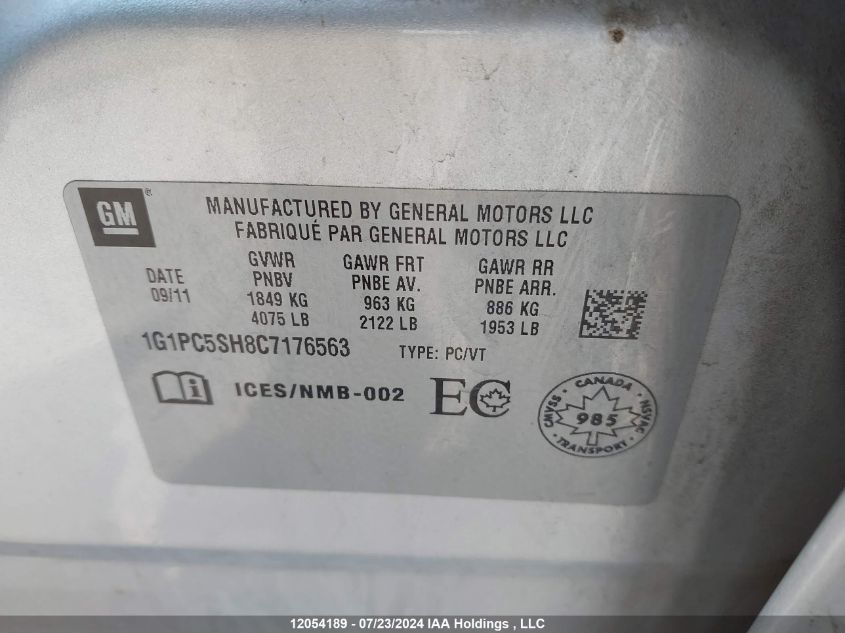 GM®
MANUFACTURED BY GENERAL MOTORS LLC
FABRIQUÉ PAR GENERAL MOTORS LLC
DATE
09/11
GVWR
PNBV
1849 KG
4075 LB
GAWR FRT
PNBE AV.
963 KG
2122 LB
GAWR RR
PNBE ARR.
886 KG
1953 LB
1G1PC5SH8C7176563 TYPE: PC/VT
i ICES/NMB-002 EC
CANADA
CMVSS 985 NSVAC
TRANSPORT
12054189 - 07/23/2024 IAA Holdings , LLC